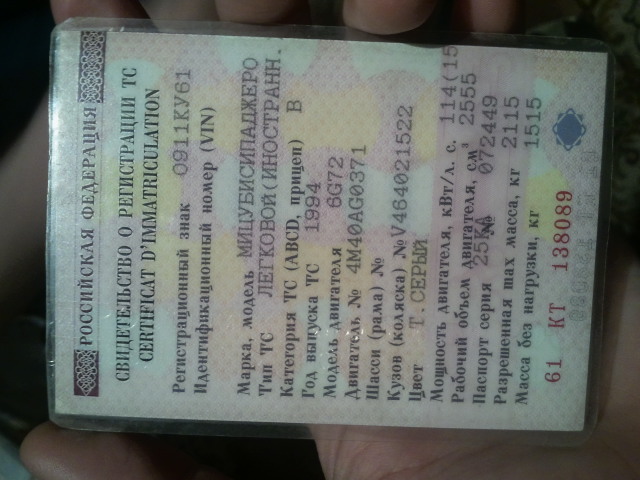 РОССИЙСКАЯ ФЕДЕРАЦИЯ
СВИДЕТЕЛЬСТВО О РЕГИСТРАЦИИ ТС
CERTIFICAT D'IMMATRICULATION
Регистрационный знак О911КУ61
Идентификационный номер (VIN)
Марка, модель МИЦУБИСИПАДЖЕРО
Тип ТС ЛЕГКОВОЙ(ИНОСТРАНН.
Категория ТС (ABCD, прицеп) B
Год выпуска ТС 1994
Модель двигателя 6G72
Двигатель № 4M40AG0371
Шасси (рама) №
Кузов (коляска) № V464021522
Цвет Т.СЕРЫЙ
Мощность двигателя, кВт/л. с. 114(15
Рабочий объем двигателя, см³ 2555
Паспорт серия 25КА № 072449
Разрешенная max масса, кг 2115
Масса без нагрузки, кг 1515
61 КТ 138089